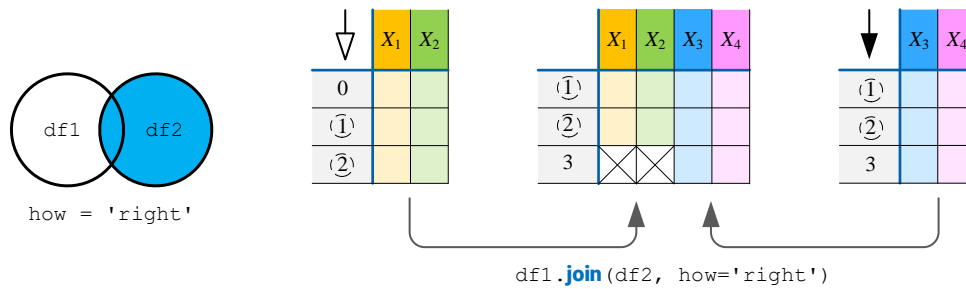 df1 df2
how = 'right'
X1 X2
0
1
2
X1 X2 X3 X4
1
2
3
X3 X4
1
2
3
df1.join(df2, how='right')